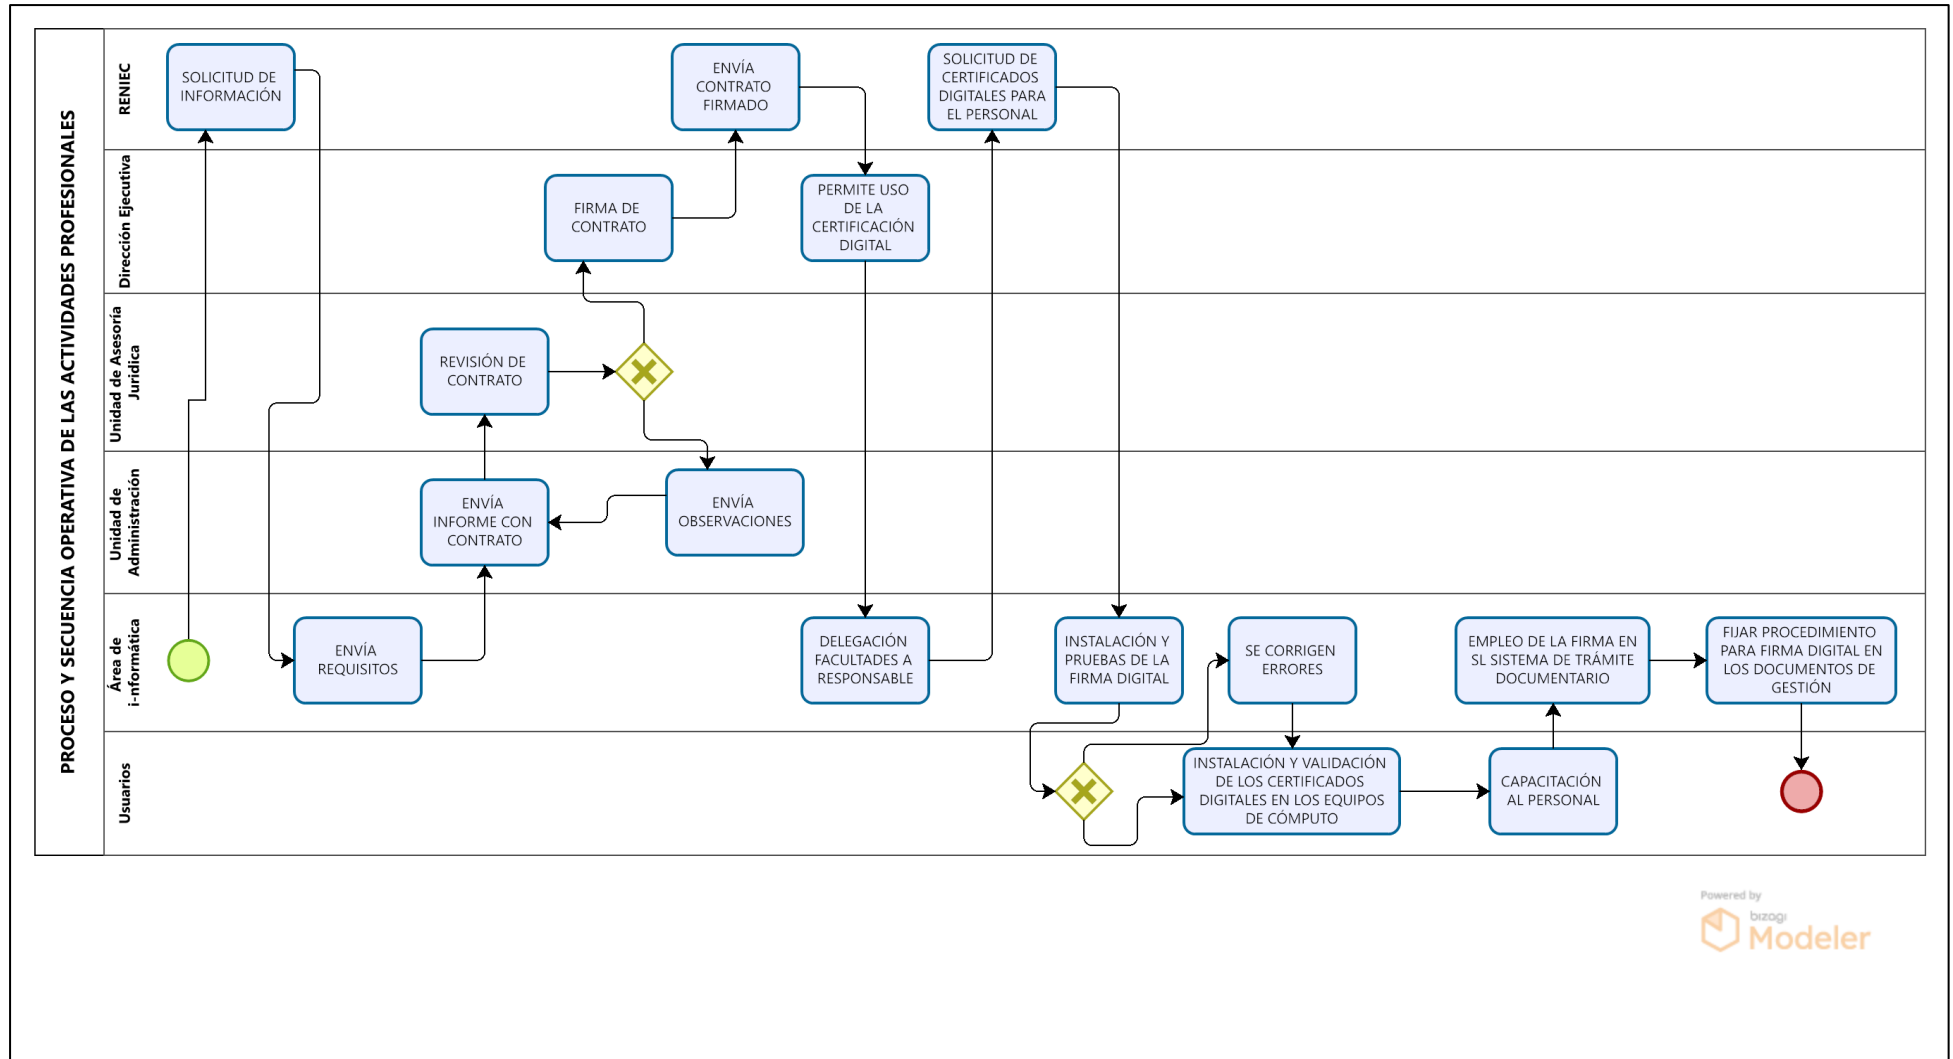 PROCESO Y SECUENCIA OPERATIVA DE LAS ACTIVIDADES PROFESIONALES
RENIEC
SOLICITUD DE
INFORMACIÓN
ENVÍA
CONTRATO
FIRMADO
SOLICITUD DE
CERTIFICADOS
DIGITALES PARA
EL PERSONAL
Dirección Ejecutiva
FIRMA DE
CONTRATO
PERMITE USO
DE LA
CERTIFICACIÓN
DIGITAL
Unidad de Asesoría
Juridica
REVISIÓN DE
CONTRATO
Unidad de
Administración
ENVÍA
INFORME CON
CONTRATO
ENVÍA
OBSERVACIONES
Área de
i-nformática
ENVÍA
REQUISITOS
DELEGACIÓN
FACULTADES A
RESPONSABLE
INSTALACIÓN Y
PRUEBAS DE LA
FIRMA DIGITAL
SE CORRIGEN
ERRORES
EMPLEO DE LA FIRMA EN
SL SISTEMA DE TRÁMITE
DOCUMENTARIO
FIJAR PROCEDIMIENTO
PARA FIRMA DIGITAL EN
LOS DOCUMENTOS DE
GESTIÓN
Usuarios
INSTALACIÓN Y VALIDACIÓN
DE LOS CERTIFICADOS
DIGITALES EN LOS EQUIPOS
DE CÓMPUTO
CAPACITACIÓN
AL PERSONAL
Powered by
bizagi
Modeler